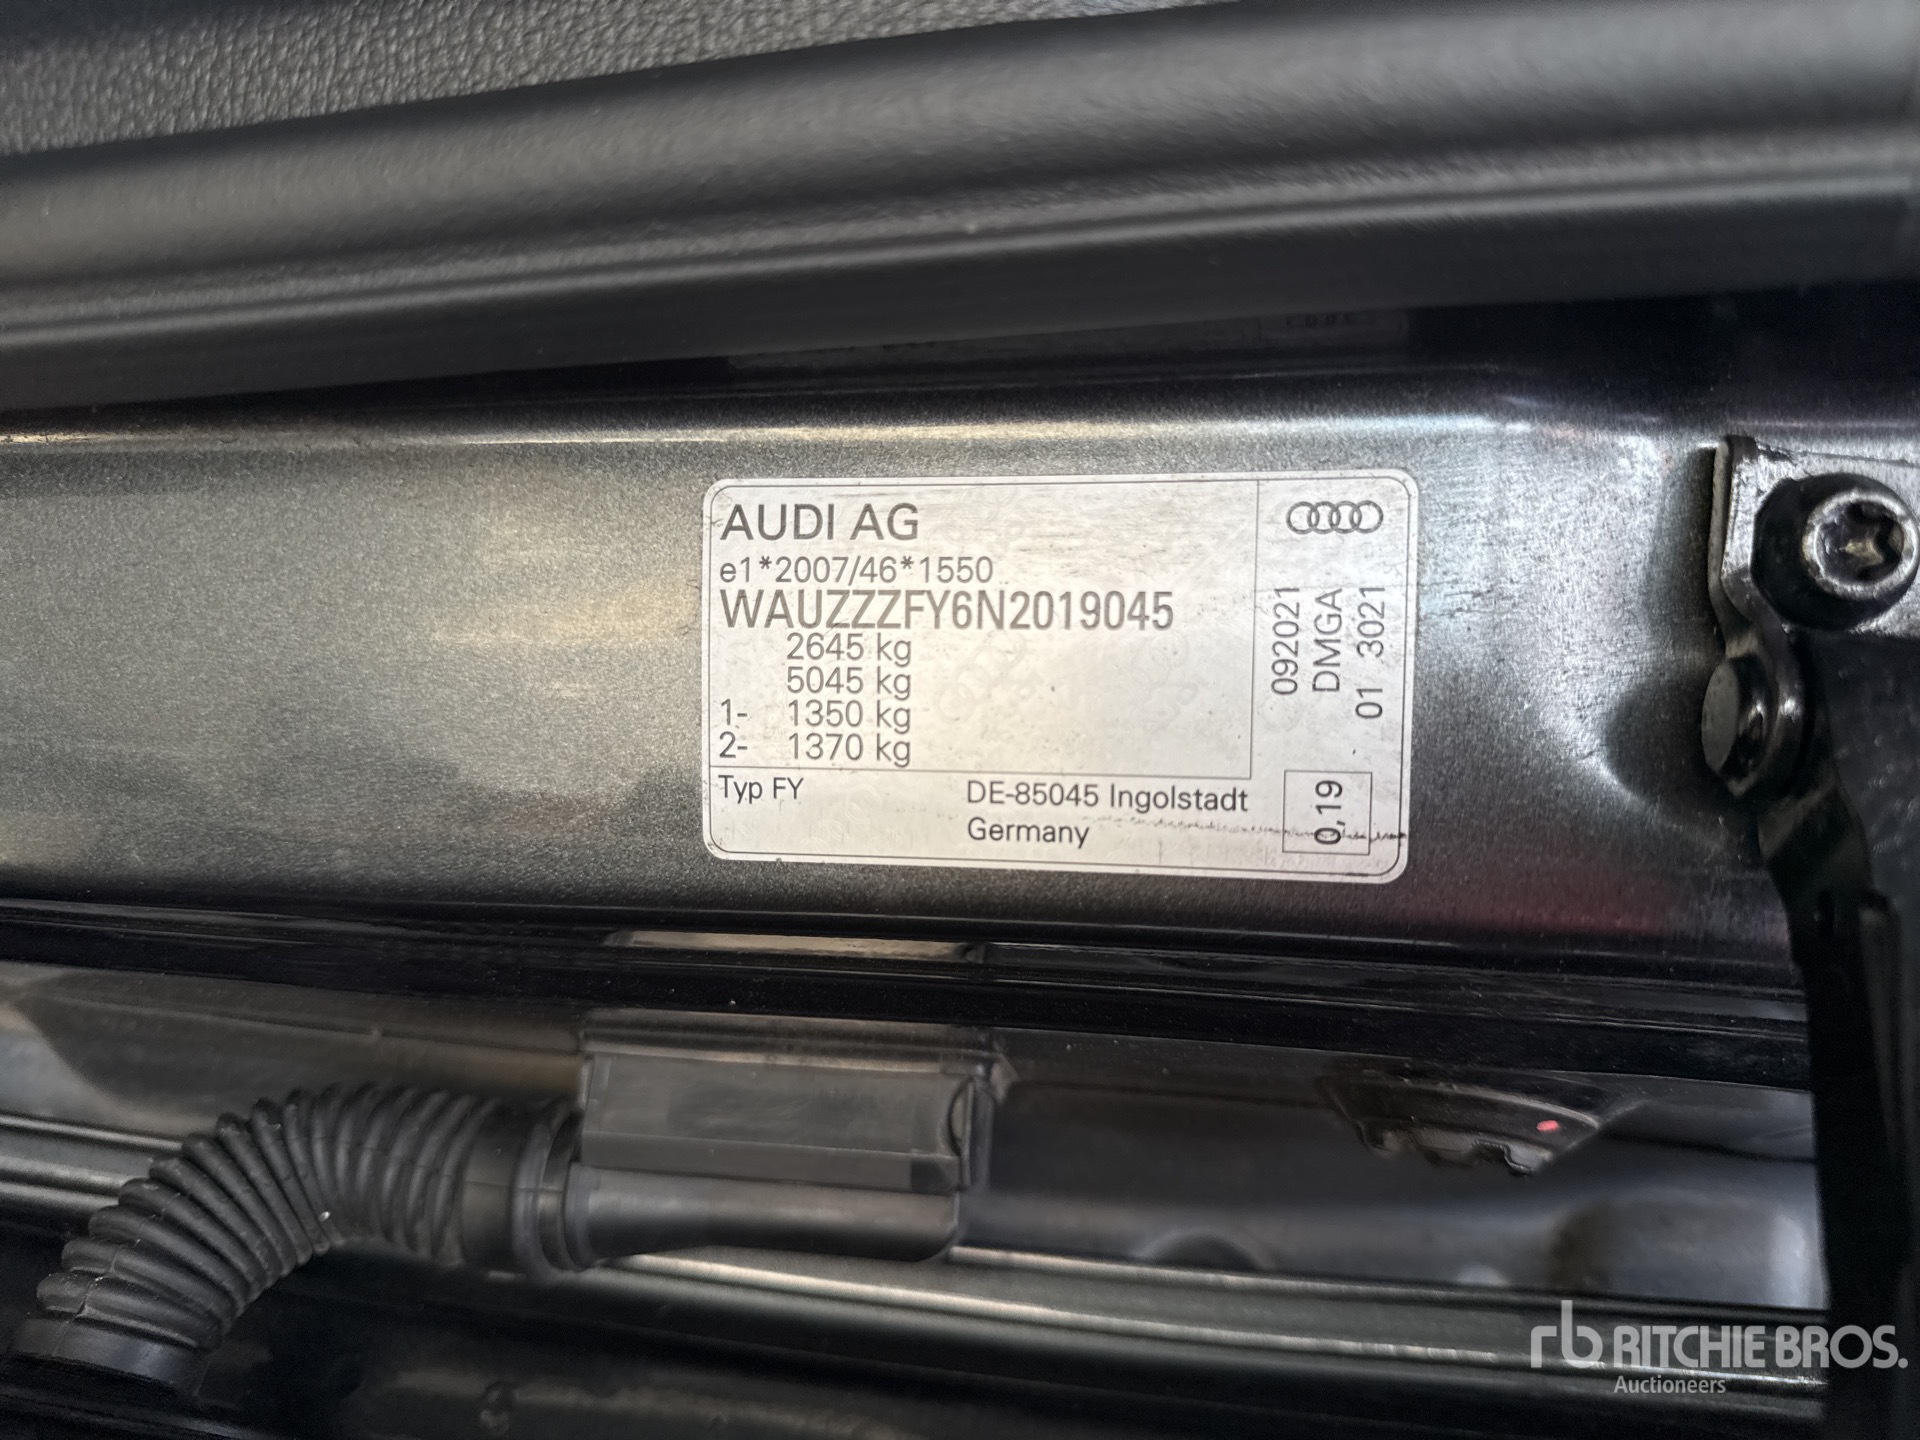 AUDI AG
e1*2007/46*1550
WAUZZZFY6N2019045
2645 kg
5045 kg
1- 1350 kg
2- 1370 kg
Typ FY
DE-85045 Ingolstadt
Germany
092021
DMGA
01 3021
0,19
rb RITCHIE BROS.
Auctioneers